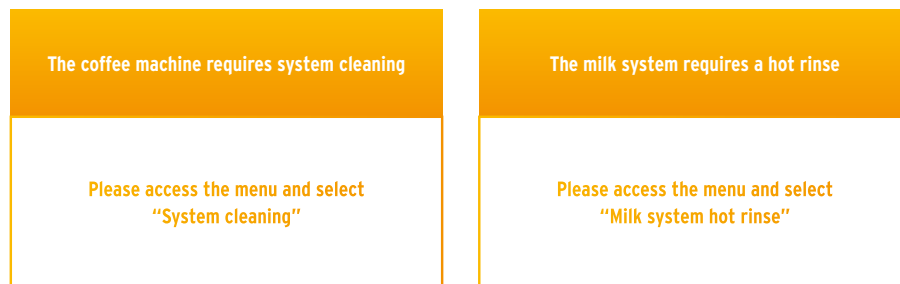 The coffee machine requires system cleaning
Please access the menu and select
“System cleaning”
The milk system requires a hot rinse
Please access the menu and select
“Milk system hot rinse”